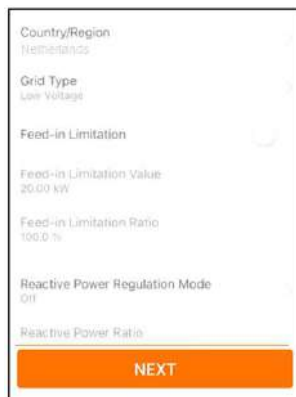 Country/Region
Netherlands
Grid Type
Low Voltage
Feed-in Limitation
Feed-in Limitation Value
20.00 kW
Feed-in Limitation Ratio
100.0 %
Reactive Power Regulation Mode
Off
Reactive Power Ratio
NEXT